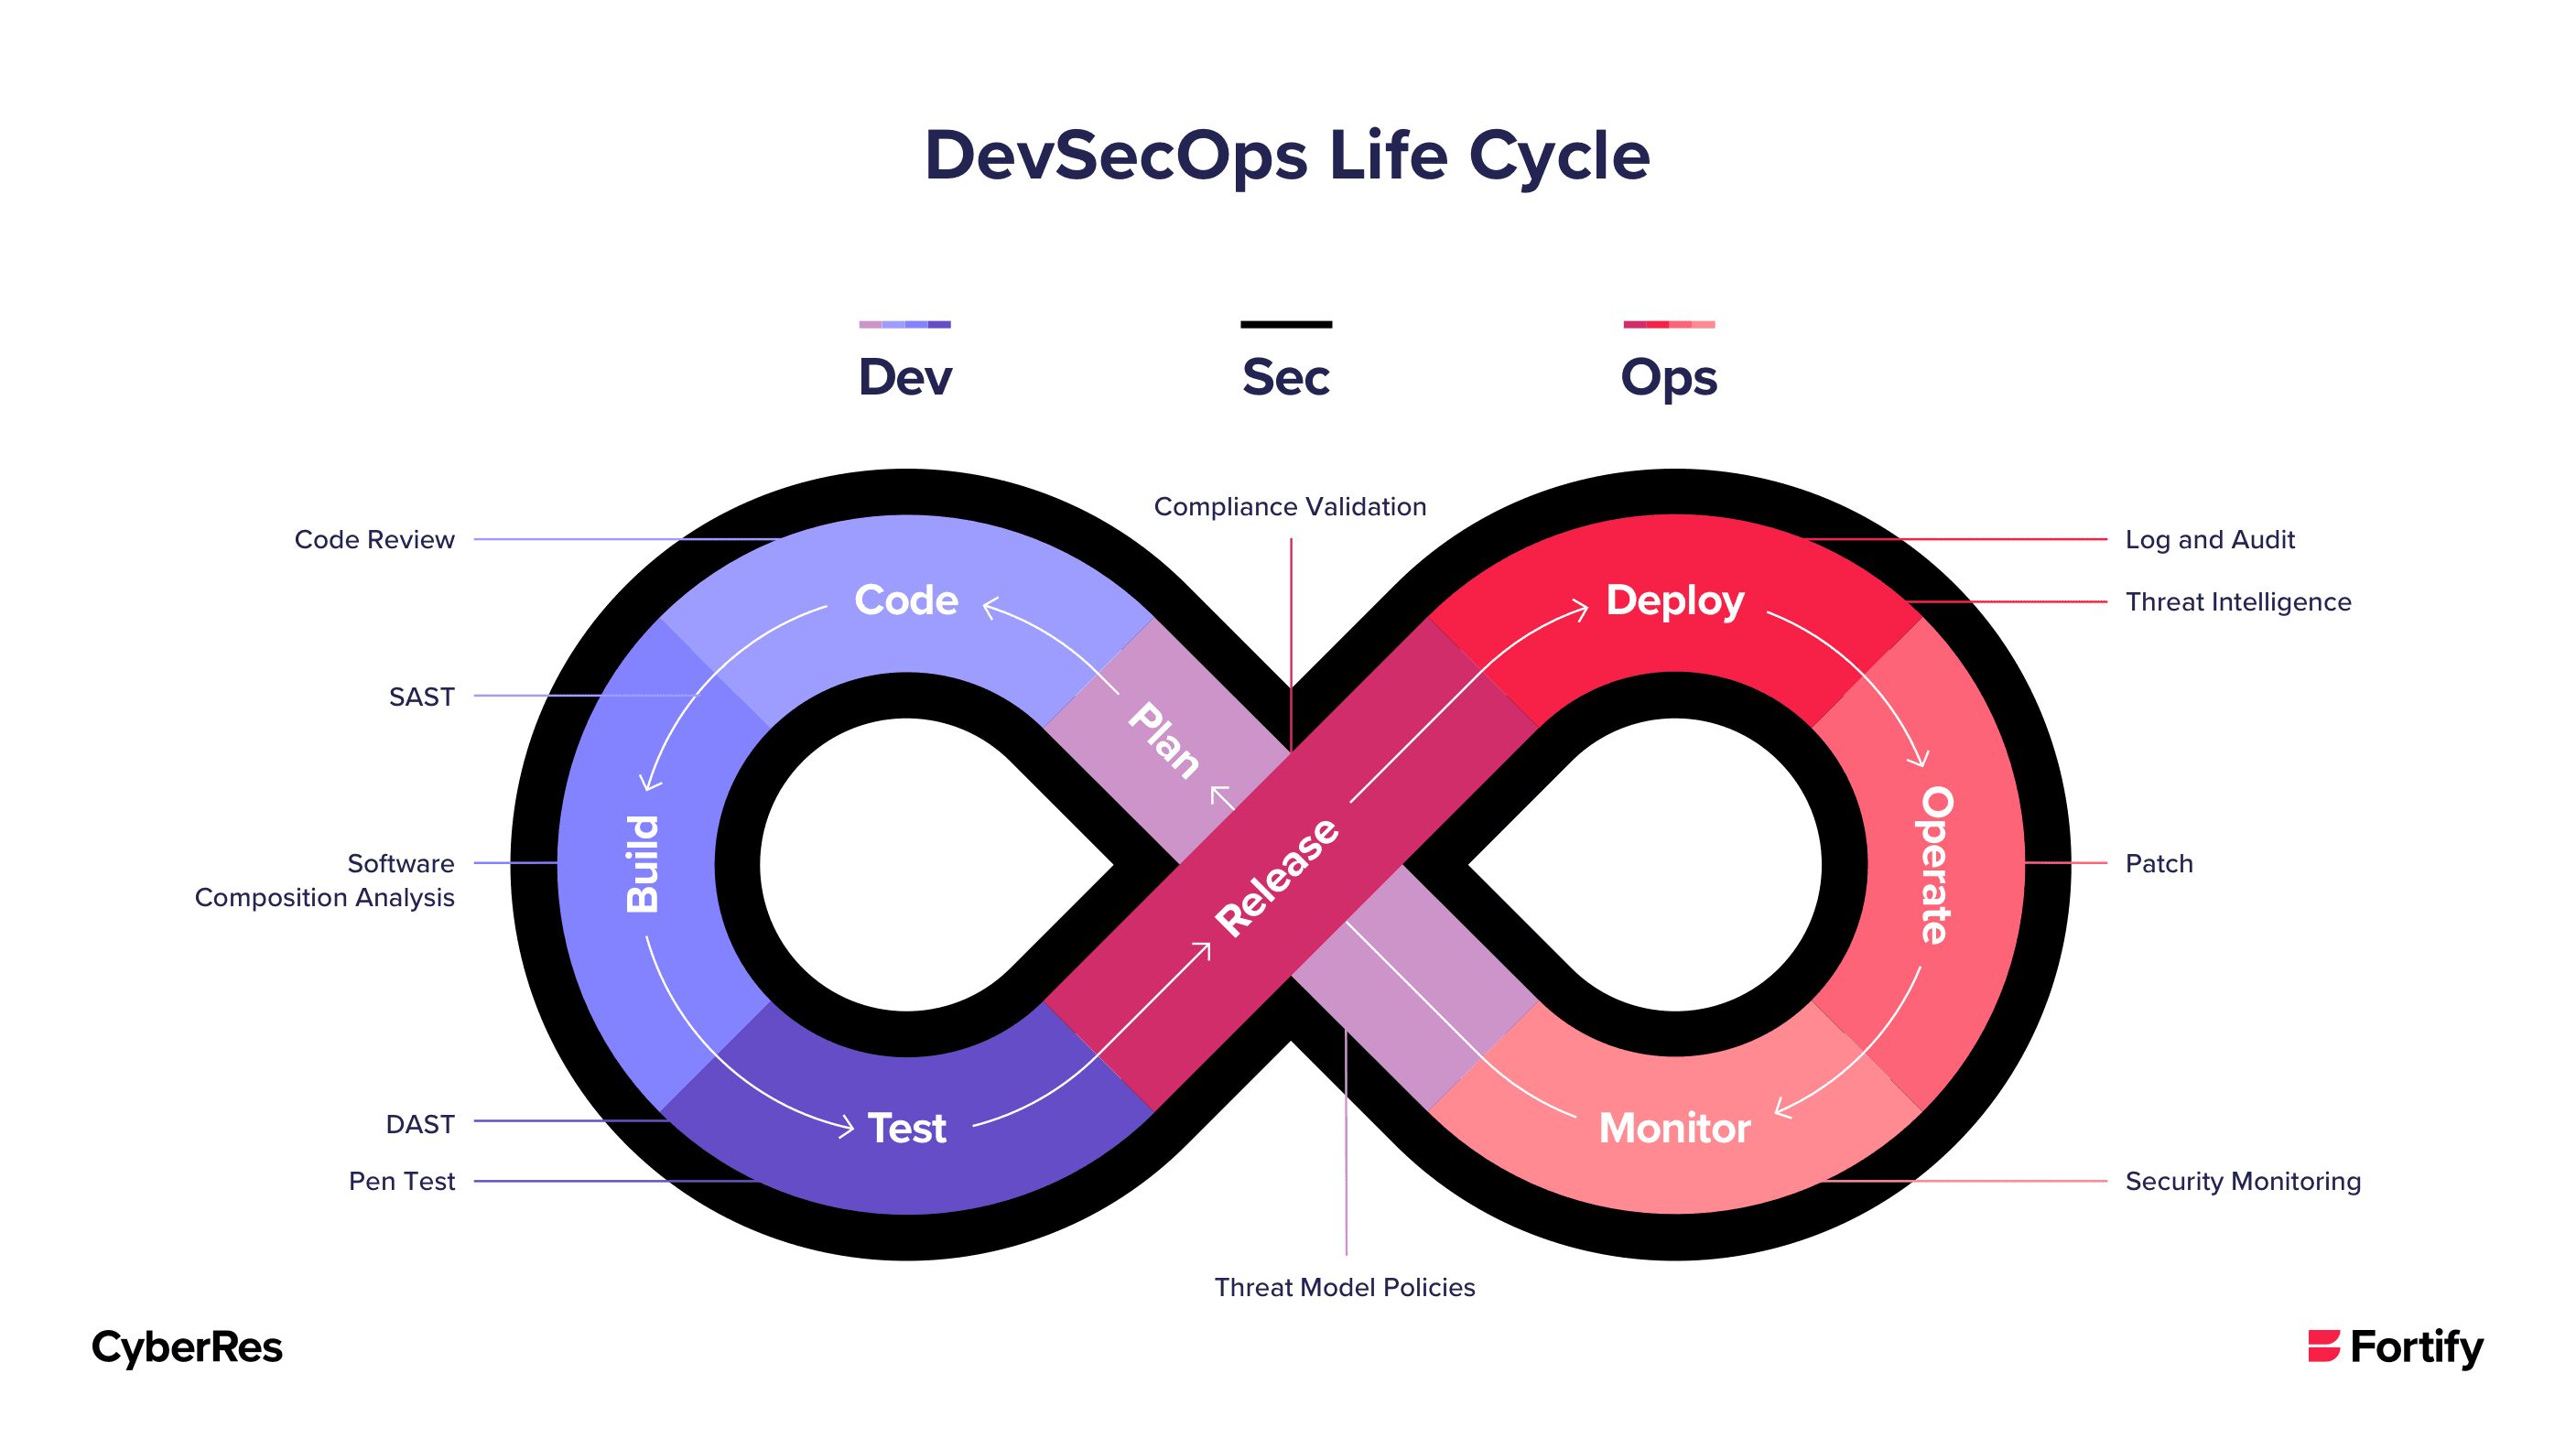 DevSecOps Life Cycle
Dev
Sec
Ops
Compliance Validation
Code Review
Log and Audit
Code
Deploy
Threat Intelligence
SAST
Plan
Build
Release
Operate
Software
Composition Analysis
Patch
DAST
Test
Monitor
Pen Test
Security Monitoring
Threat Model Policies
CyberRes
Fortify